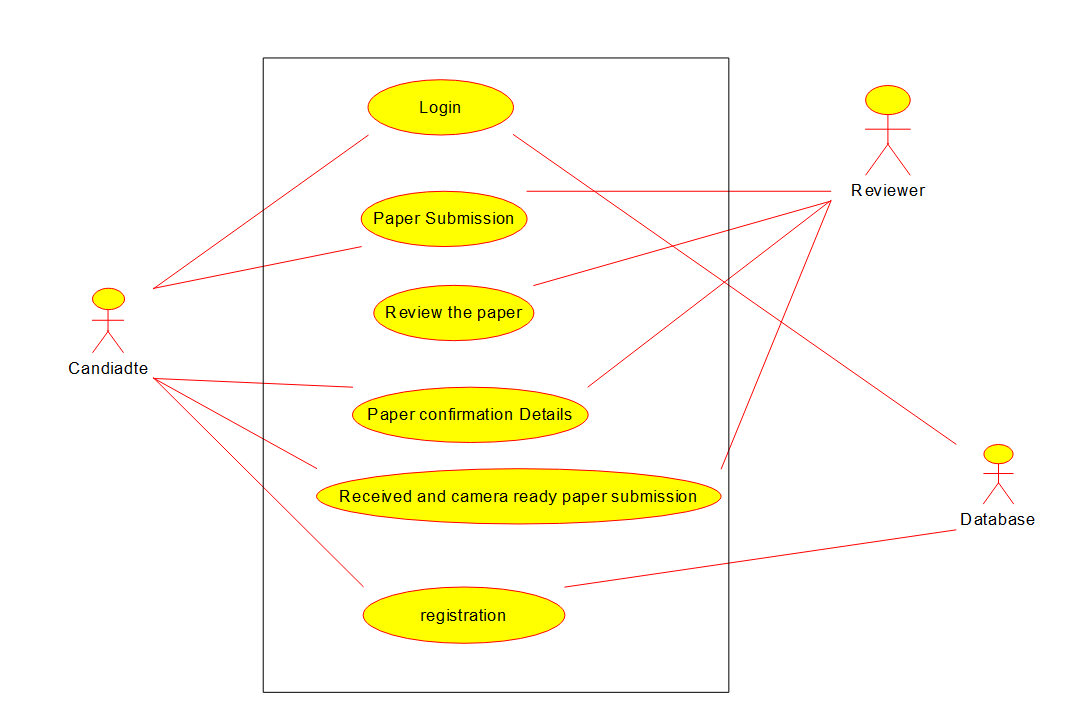 Login
Reviewer
Paper Submission
Review the paper
Candiadte
Paper confirmation Details
Received and camera ready paper submission
Database
registration